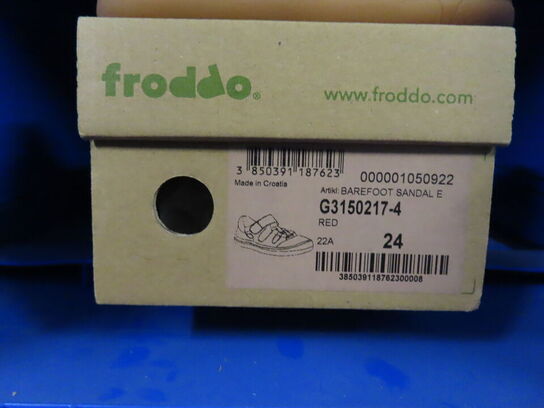 froddo®
www.froddo.com
3 850391 187623
000001050922
Made in Croatia
Artikl: BAREFOOT SANDAL E
G3150217-4
RED
22A
24
385039118762300008